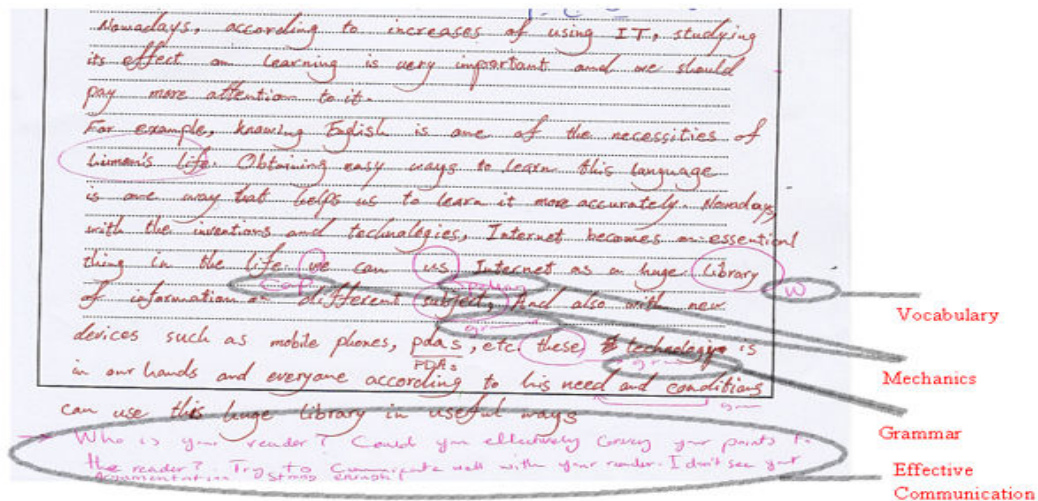 Nowadays, according to increases of using IT, studying
its effect on learning is very important and we should
pay more attention to it.
For example, knowing English is one of the necessities of
human's life. Obtaining easy ways to learn this language
is one way that helps us to learn it more accurately. Nowadays,
with the inventions and technologies, Internet becomes an essential
thing in the life. we can us Internet as a huge Library
W
Capt. Spelling
of information on different subject, And also with new
gr
devices such as mobile phones, pdas, etc. these technology is
PDAs
gr
in our hands and everyone according to his need and conditions
gr
can use this huge library in useful ways
Who is your reader? Could you effectively convey your points to
the reader? Try to communicate well with your reader. I don't see your
argumentation strong enough!
Vocabulary
Mechanics
Grammar
Effective
Communication